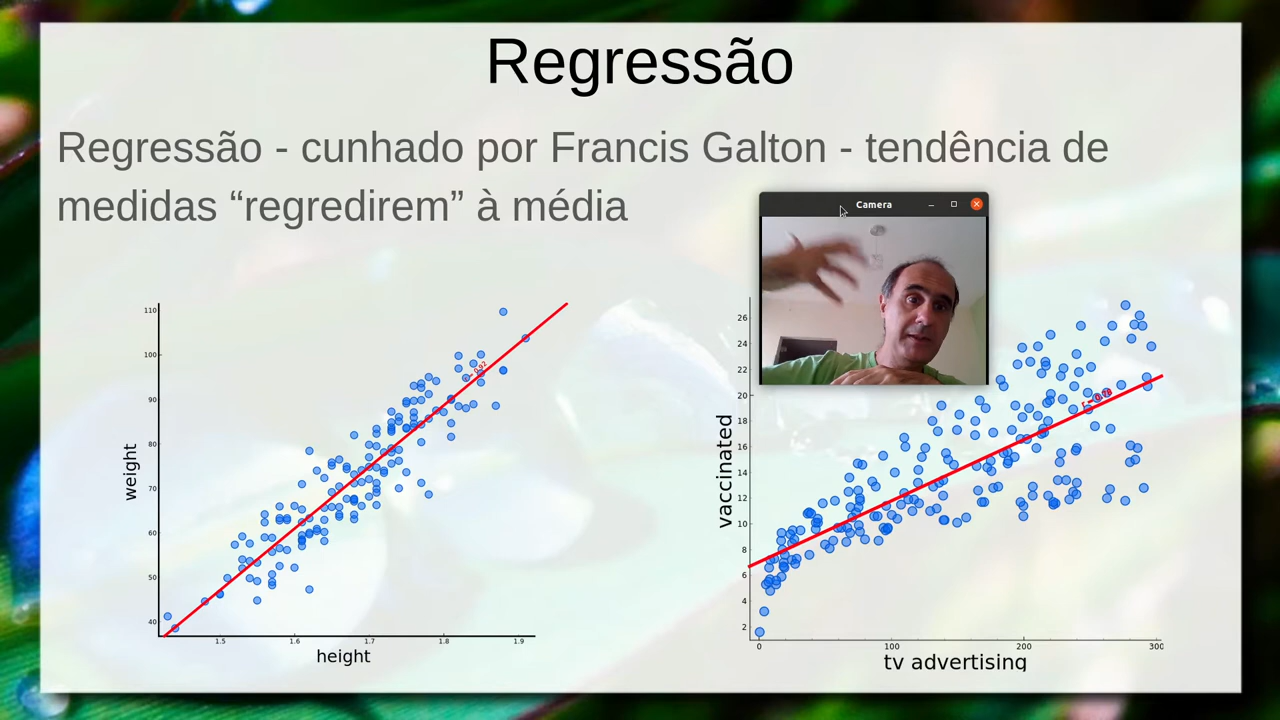 Regressão
Regressão - cunhado por Francis Galton - tendência de
medidas “regredirem” à média
Camera
110
100
90
80
70
60
50
40
weight
1.5 1.6 1.7 1.8 1.9
height
26
24
22
20
18
16
14
12
10
8
6
4
2
vaccinated
0 100 200 300
tv advertising